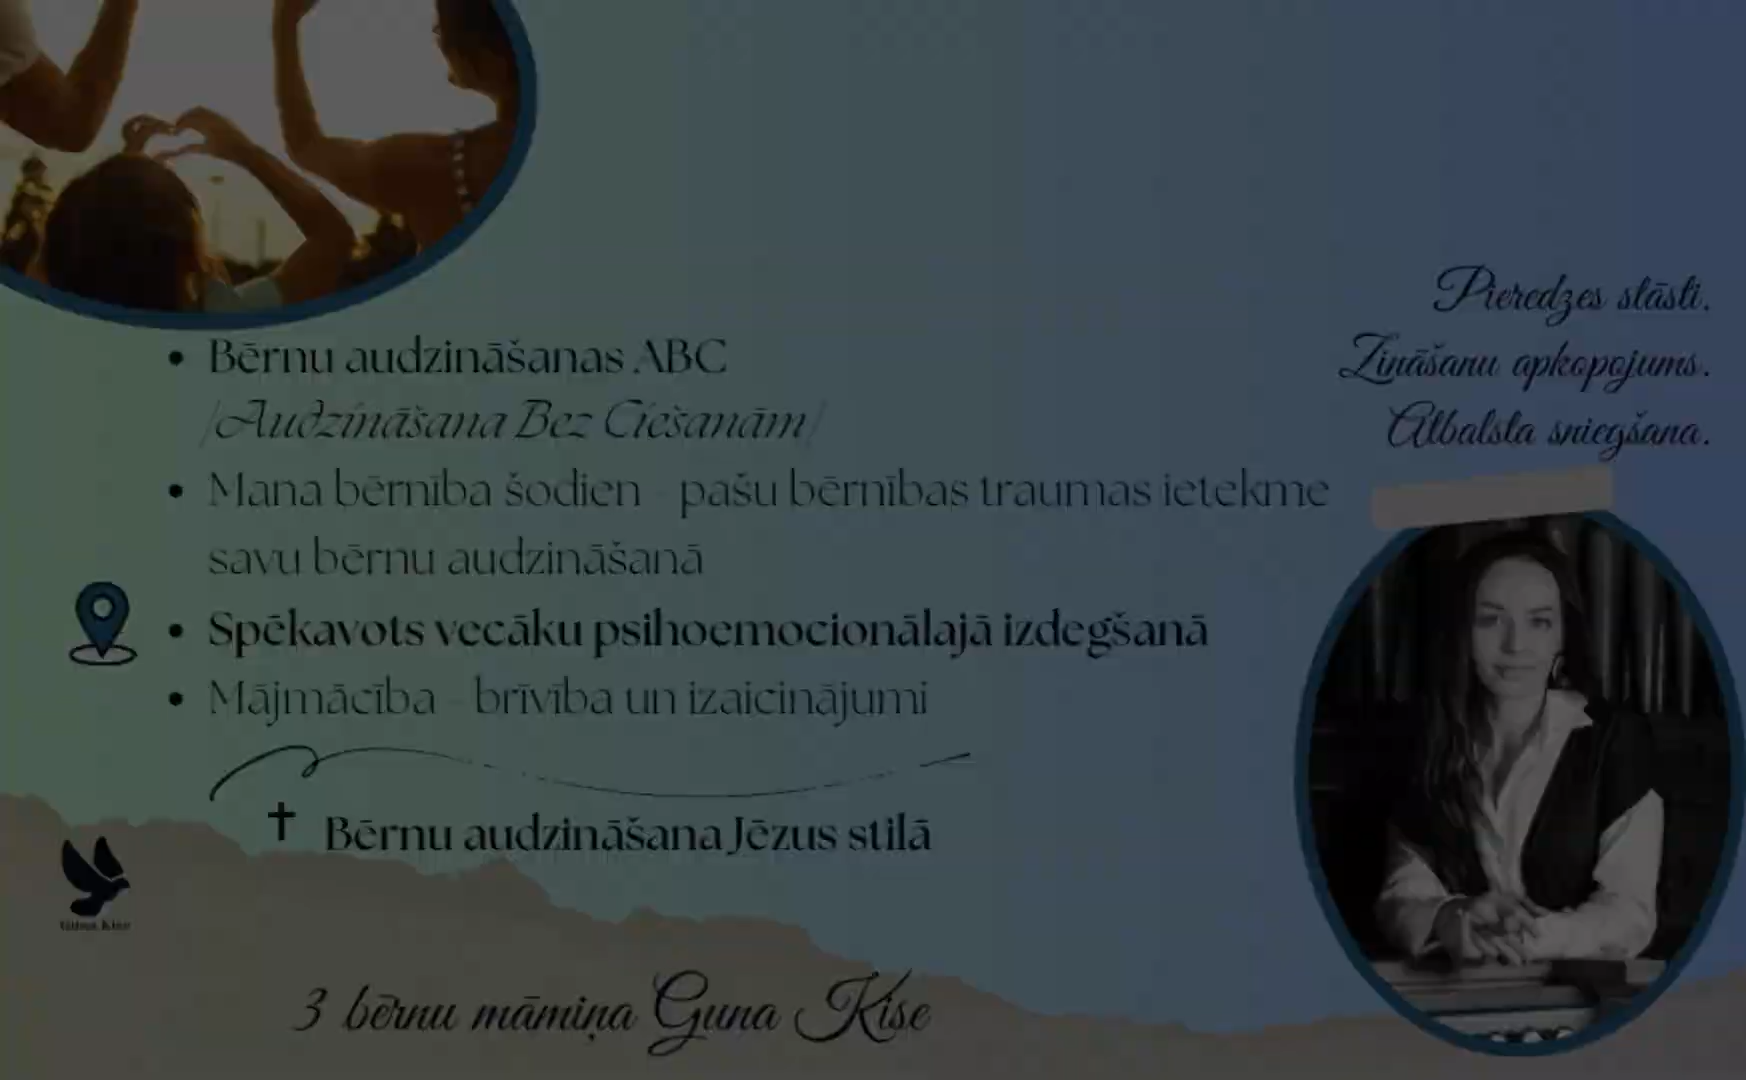 Pieredzes stāsti.
Zināšanu apkopojums.
Atbalsta sniegšana.
• Bērnu audzināšanas ABC
/Audzināšana Bez Ciešanām/
• Mana bērnība šodien - pašu bērnības traumas ietekme
savu bērnu audzināšanā
• Spēkavots vecāku psihoemocionālajā izdegšanā
• Mājmācība - brīvība un izaicinājumi
Bērnu audzināšana Jēzus stilā
Guna Kise
3 bērnu māmiņa Guna Kise